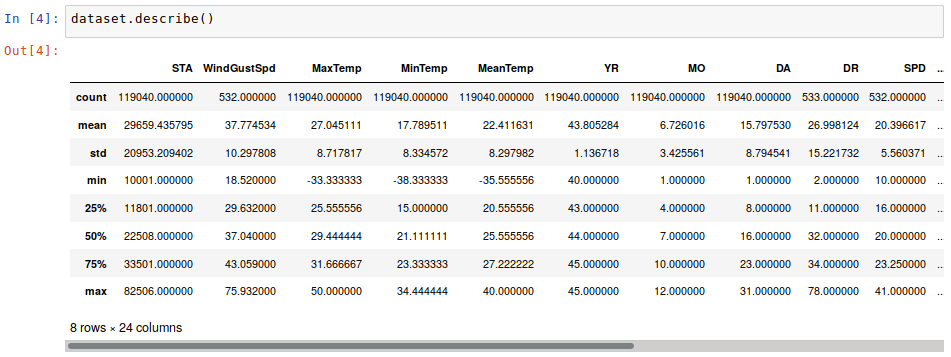 In [4]: dataset.describe()
Out[4]:
STA WindGustSpd MaxTemp MinTemp MeanTemp YR MO DA DR SPD ...
count 119040.000000 532.000000 119040.000000 119040.000000 119040.000000 119040.000000 119040.000000 119040.000000 533.000000 532.000000 ...
mean 29659.435795 37.774534 27.045111 17.789511 22.411631 43.805284 6.726016 15.797530 26.998124 20.396617 ...
std 20953.209402 10.297808 8.717817 8.334572 8.297982 1.136718 3.425561 8.794541 15.221732 5.560371 ...
min 10001.000000 18.520000 -33.333333 -38.333333 -35.555556 40.000000 1.000000 1.000000 2.000000 10.000000 ...
25% 11801.000000 29.632000 25.555556 15.000000 20.555556 43.000000 4.000000 8.000000 11.000000 16.000000 ...
50% 22508.000000 37.040000 29.444444 21.111111 25.555556 44.000000 7.000000 16.000000 32.000000 20.000000 ...
75% 33501.000000 43.059000 31.666667 23.333333 27.222222 45.000000 10.000000 23.000000 34.000000 23.250000 ...
max 82506.000000 75.932000 50.000000 34.444444 40.000000 45.000000 12.000000 31.000000 78.000000 41.000000 ...
8 rows × 24 columns